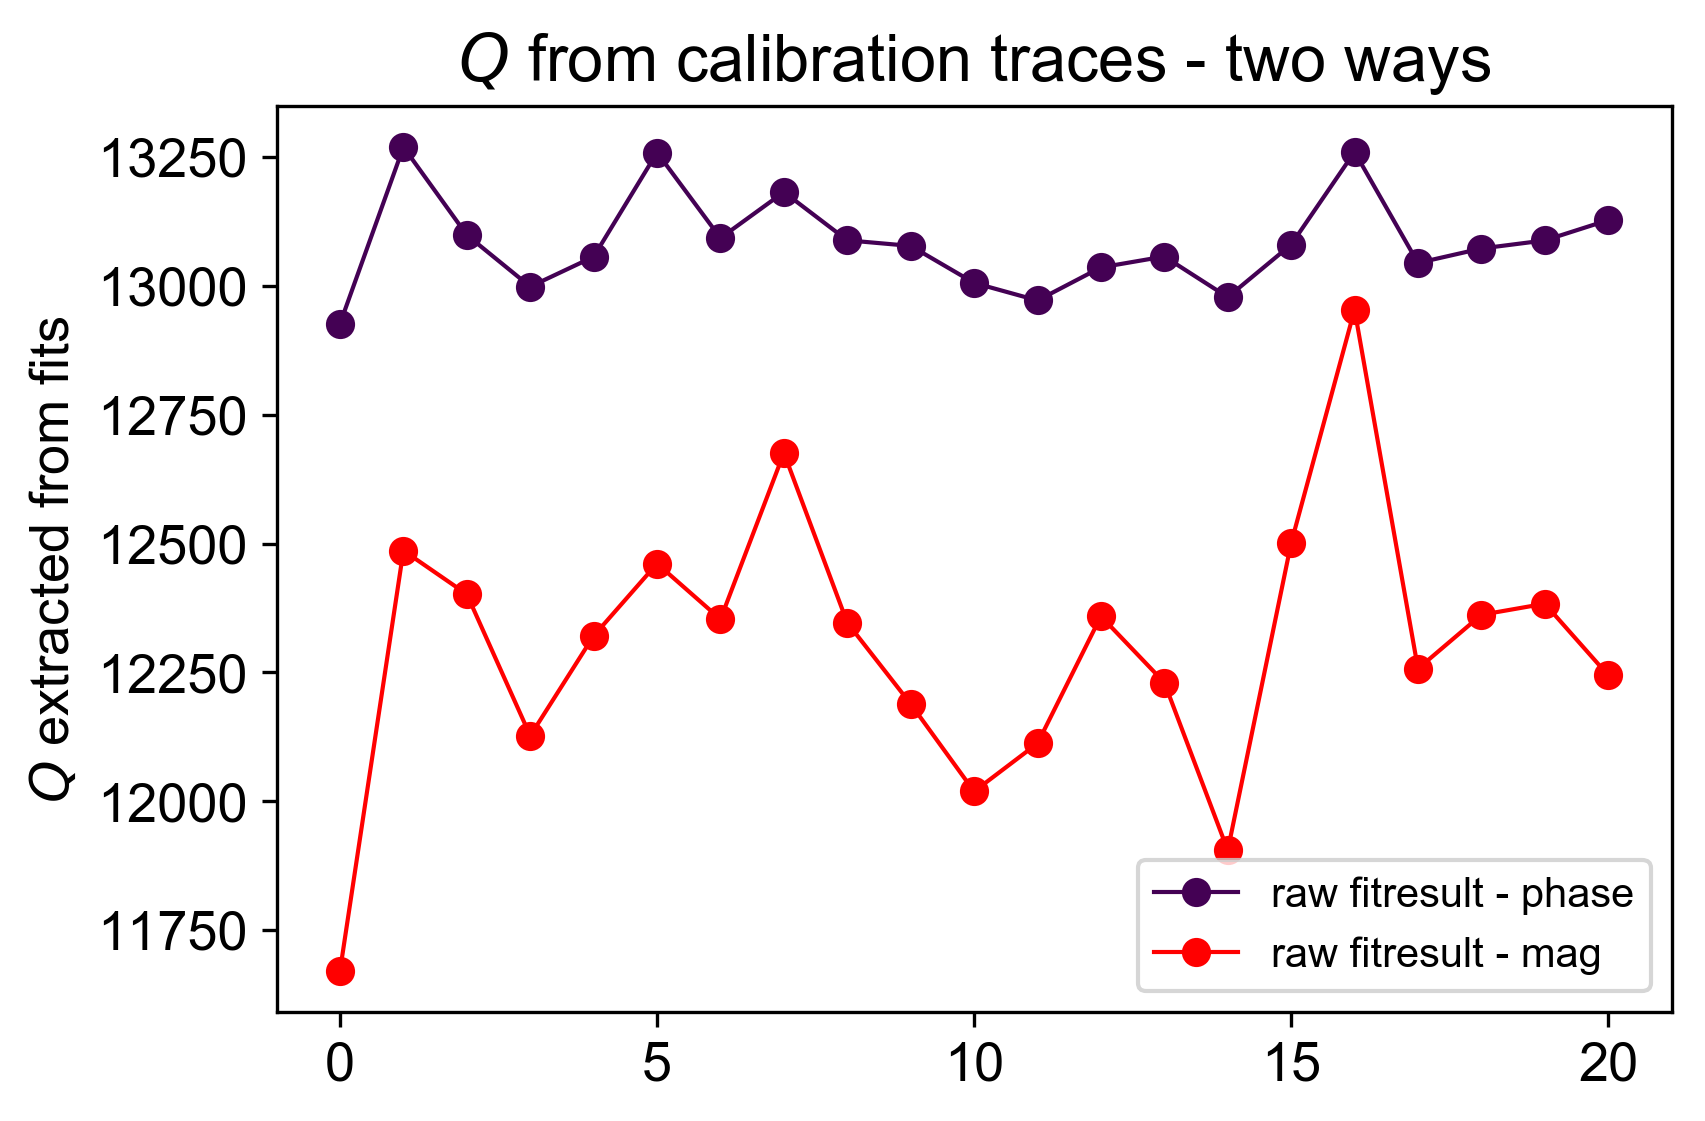 Q from calibration traces - two ways
Q extracted from fits
13250
13000
12750
12500
12250
12000
11750
raw fitresult - phase
raw fitresult - mag
0 5 10 15 20